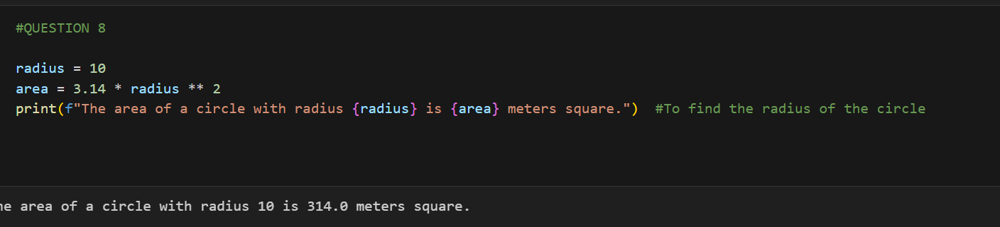 #QUESTION 8
radius = 10
area = 3.14 * radius ** 2
print(f"The area of a circle with radius {radius} is {area} meters square.")  #To find the radius of the circle
he area of a circle with radius 10 is 314.0 meters square.